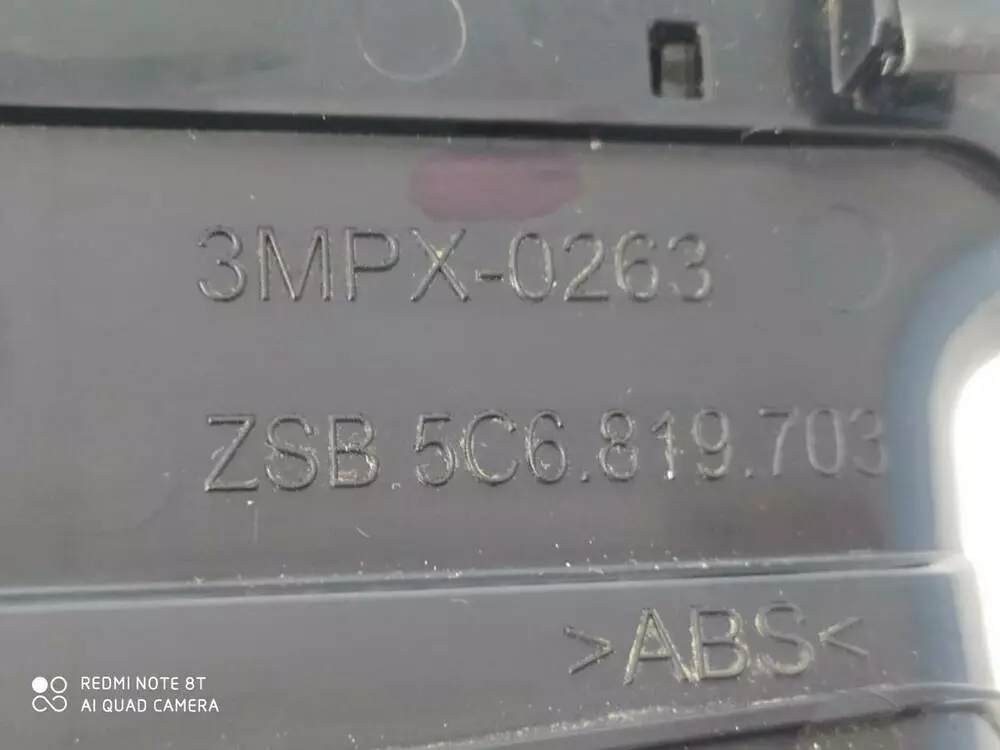 3MPX-0263
ZSB.5C6.819.703
>ABS<
REDMI NOTE 8T
AI QUAD CAMERA